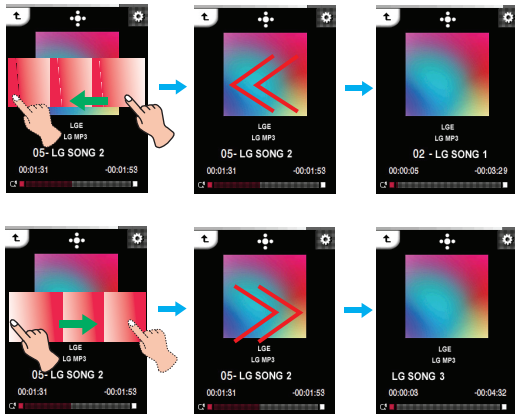 LGE
LG MP3
05- LG SONG 2
00:01:31 -00:01:53
LGE
LG MP3
05- LG SONG 2
00:01:31 -00:01:53
LGE
LG MP3
02 - LG SONG 1
00:00:05 -00:03:29
LGE
LG MP3
05- LG SONG 2
00:01:31 -00:01:53
LGE
LG MP3
05- LG SONG 2
00:01:31 -00:01:53
LGE
LG MP3
LG SONG 3
00:00:03 -00:04:32